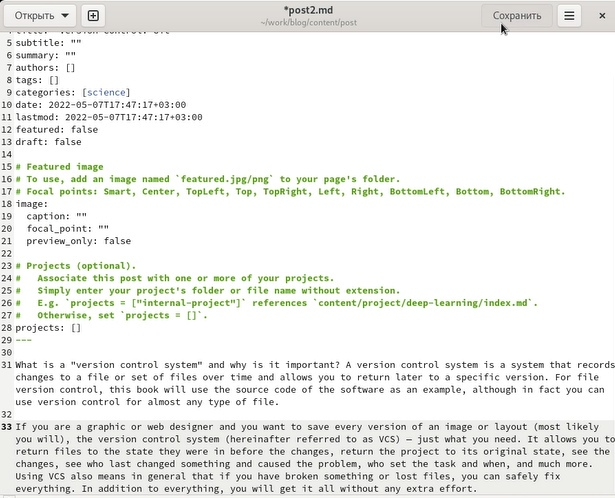 Открыть
*post2.md
~/work/blog/content/post
Сохранить
5 subtitle: ""
6 summary: ""
7 authors: []
8 tags: []
9 categories: [science]
10 date: 2022-05-07T17:47:17+03:00
11 lastmod: 2022-05-07T17:47:17+03:00
12 featured: false
13 draft: false
14
15 # Featured image
16 # To use, add an image named `featured.jpg/png` to your page's folder.
17 # Focal points: Smart, Center, TopLeft, Top, TopRight, Left, Right, BottomLeft, Bottom, BottomRight.
18 image:
19   caption: ""
20   focal_point: ""
21   preview_only: false
22
23 # Projects (optional).
24 #   Associate this post with one or more of your projects.
25 #   Simply enter your project's folder or file name without extension.
26 #   E.g. `projects = ["internal-project"]` references `content/project/deep-learning/index.md`.
27 #   Otherwise, set `projects = []`.
28 projects: []
29 ---
30
31 What is a "version control system" and why is it important? A version control system is a system that records
changes to a file or set of files over time and allows you to return later to a specific version. For file
version control, this book will use the source code of the software as an example, although in fact you can
use version control for almost any type of file.
32
33 If you are a graphic or web designer and you want to save every version of an image or layout (most likely
you will), the version control system (hereinafter referred to as VCS) — just what you need. It allows you to
return files to the state they were in before the changes, return the project to its original state, see the
changes, see who last changed something and caused the problem, who set the task and when, and much more.
Using VCS also means in general that if you have broken something or lost files, you can safely fix
everything. In addition to everything, you will get it all without any extra effort.